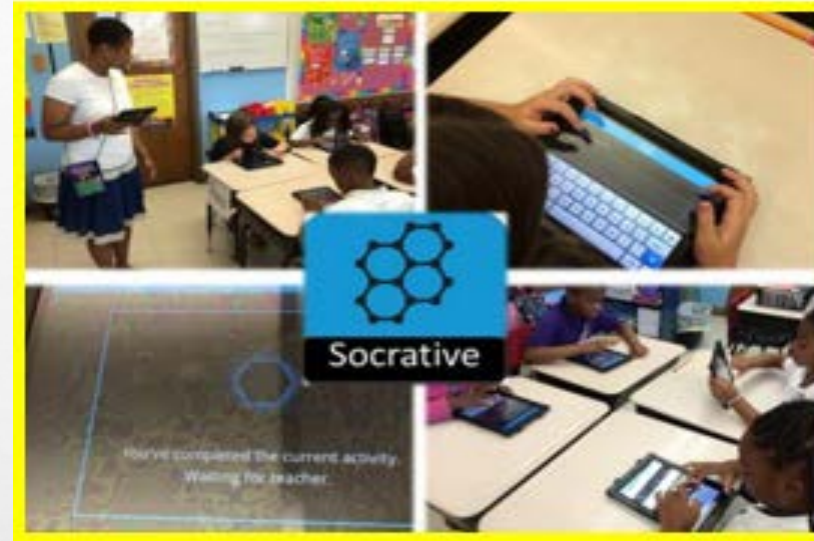 Socrative
You've completed the current activity.
Waiting for teacher.